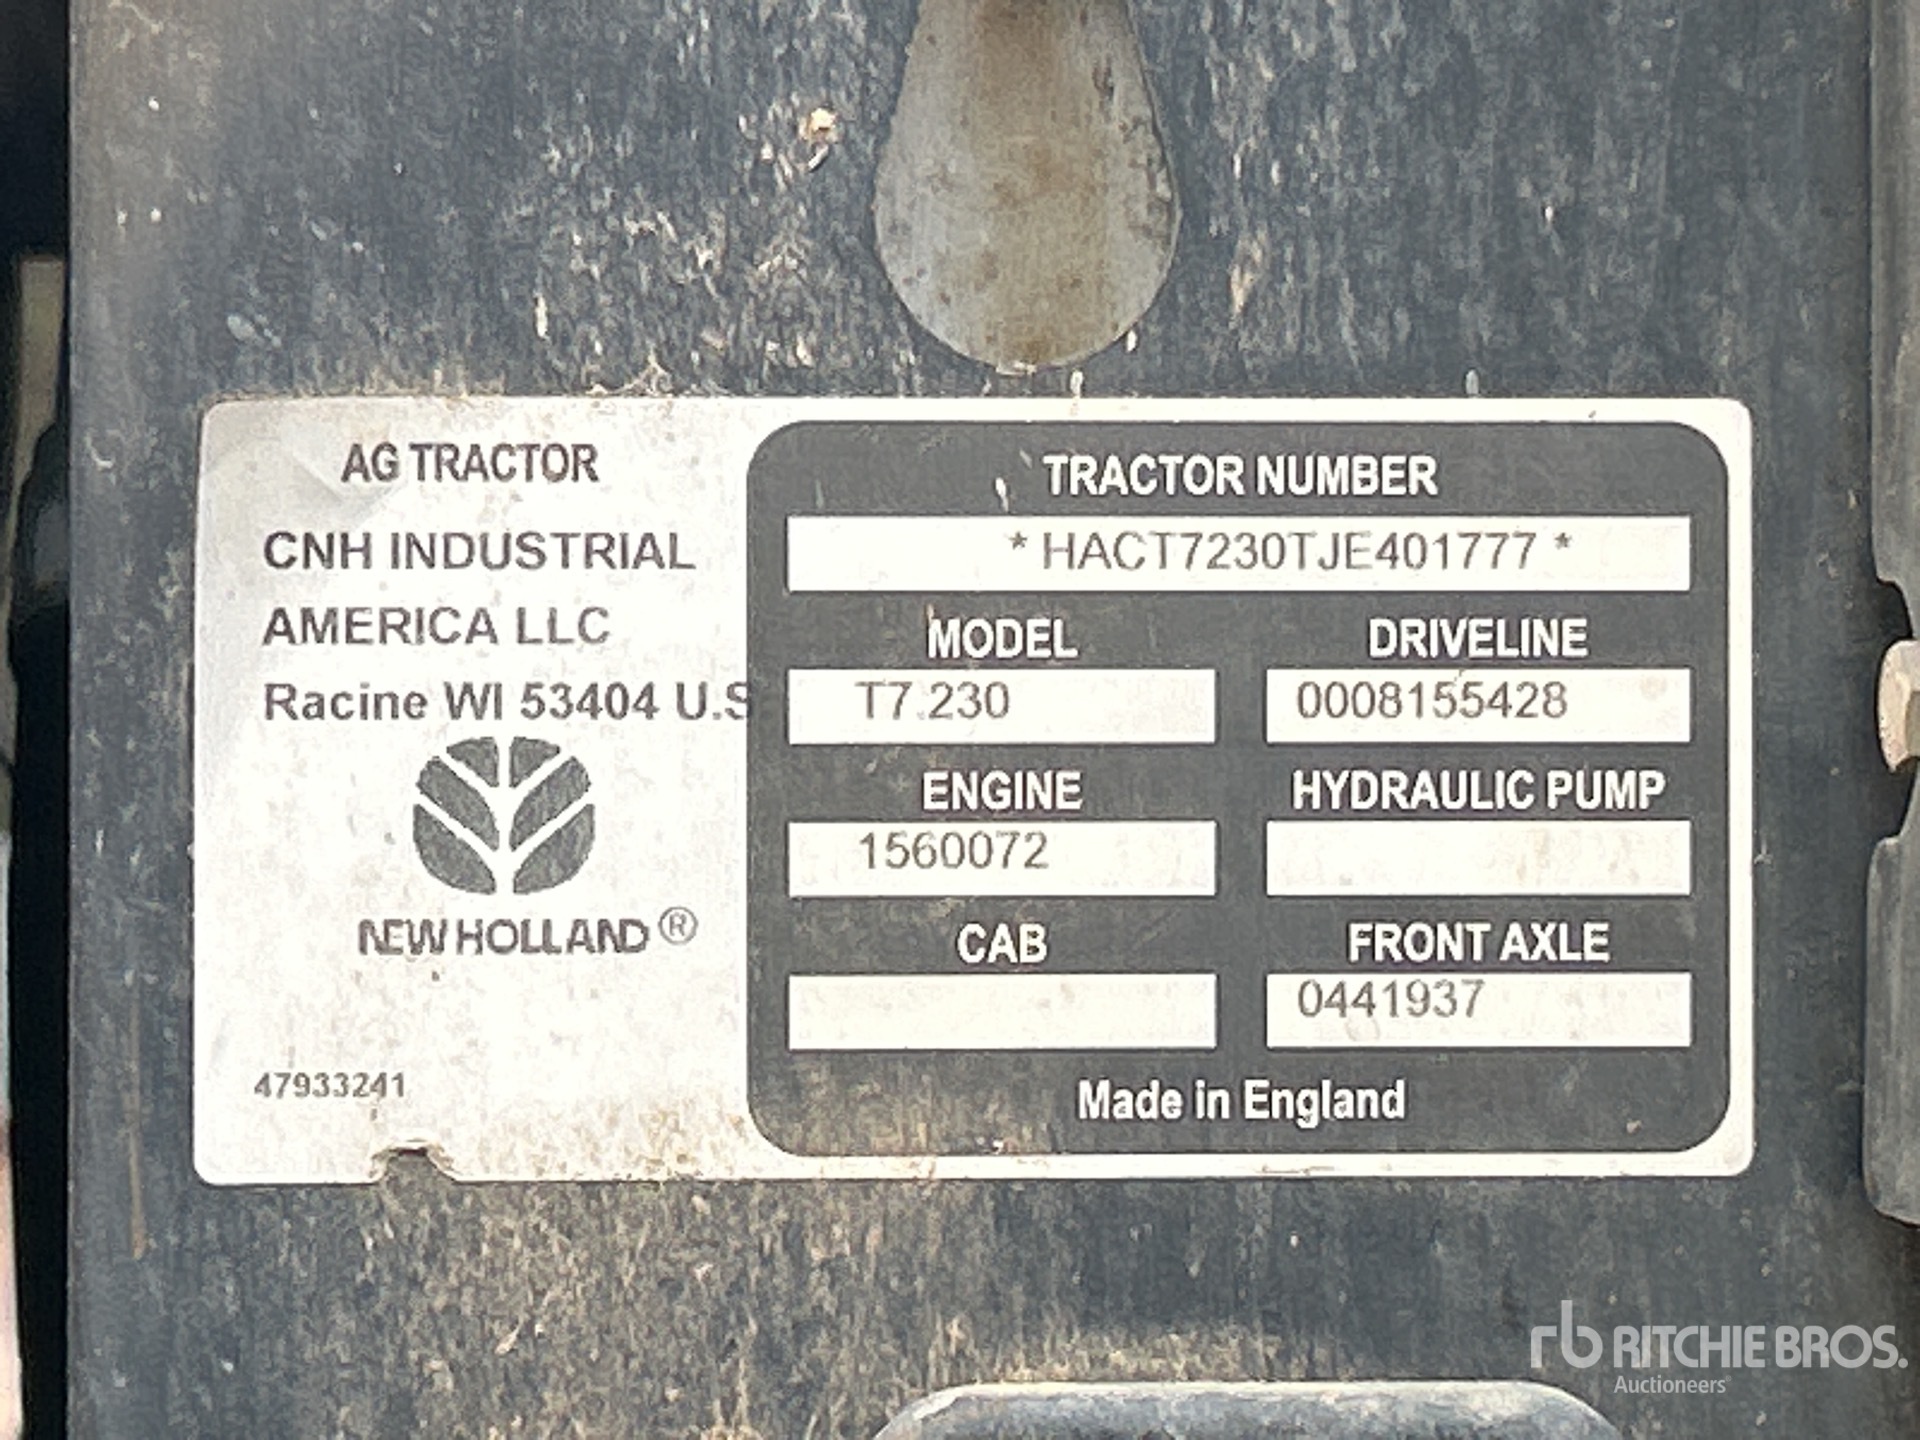 AG TRACTOR
CNH INDUSTRIAL
AMERICA LLC
Racine WI 53404 U.S
NEW HOLLAND®
47933241
TRACTOR NUMBER
* HACT7230TJE401777 *
MODEL DRIVELINE
T7.230 0008155428
ENGINE HYDRAULIC PUMP
1560072
CAB FRONT AXLE
0441937
Made in England
rb RITCHIE BROS.
Auctioneers